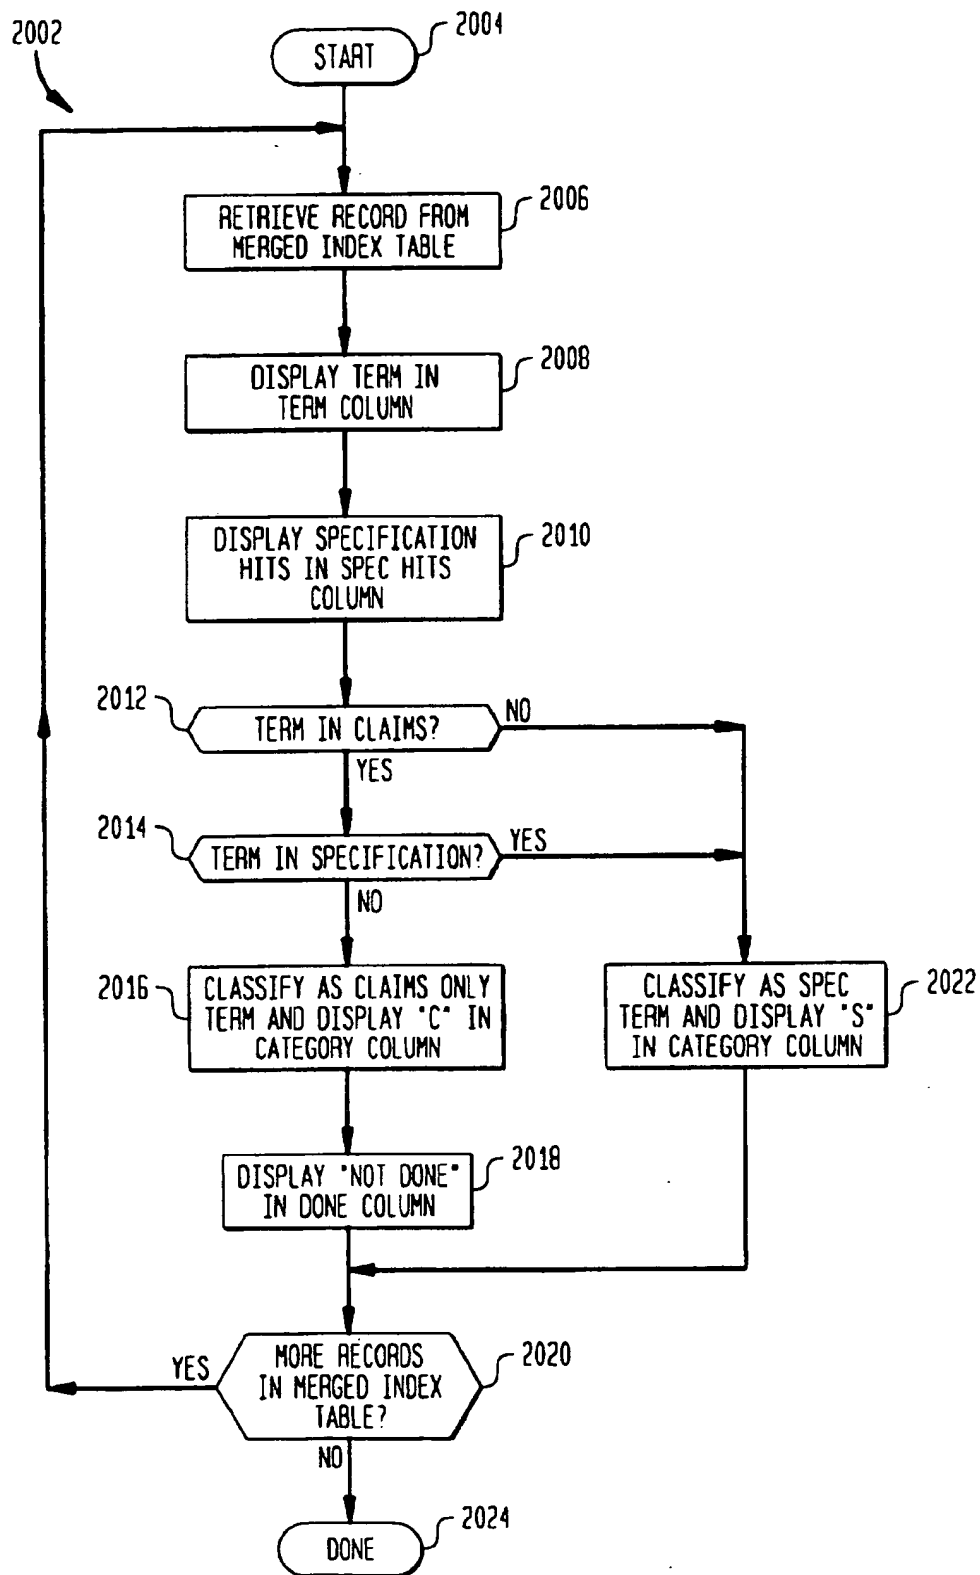 2002
START
2004
RETRIEVE RECORD FROM
MERGED INDEX TABLE
2006
DISPLAY TERM IN
TERM COLUMN
2008
DISPLAY SPECIFICATION
HITS IN SPEC HITS
COLUMN
2010
2012
TERM IN CLAIMS?
NO
YES
2014
TERM IN SPECIFICATION?
YES
NO
2016
CLASSIFY AS CLAIMS ONLY
TERM AND DISPLAY "C" IN
CATEGORY COLUMN
CLASSIFY AS SPEC
TERM AND DISPLAY "S"
IN CATEGORY COLUMN
2022
DISPLAY "NOT DONE"
IN DONE COLUMN
2018
MORE RECORDS
IN MERGED INDEX
TABLE?
2020
YES
NO
DONE
2024